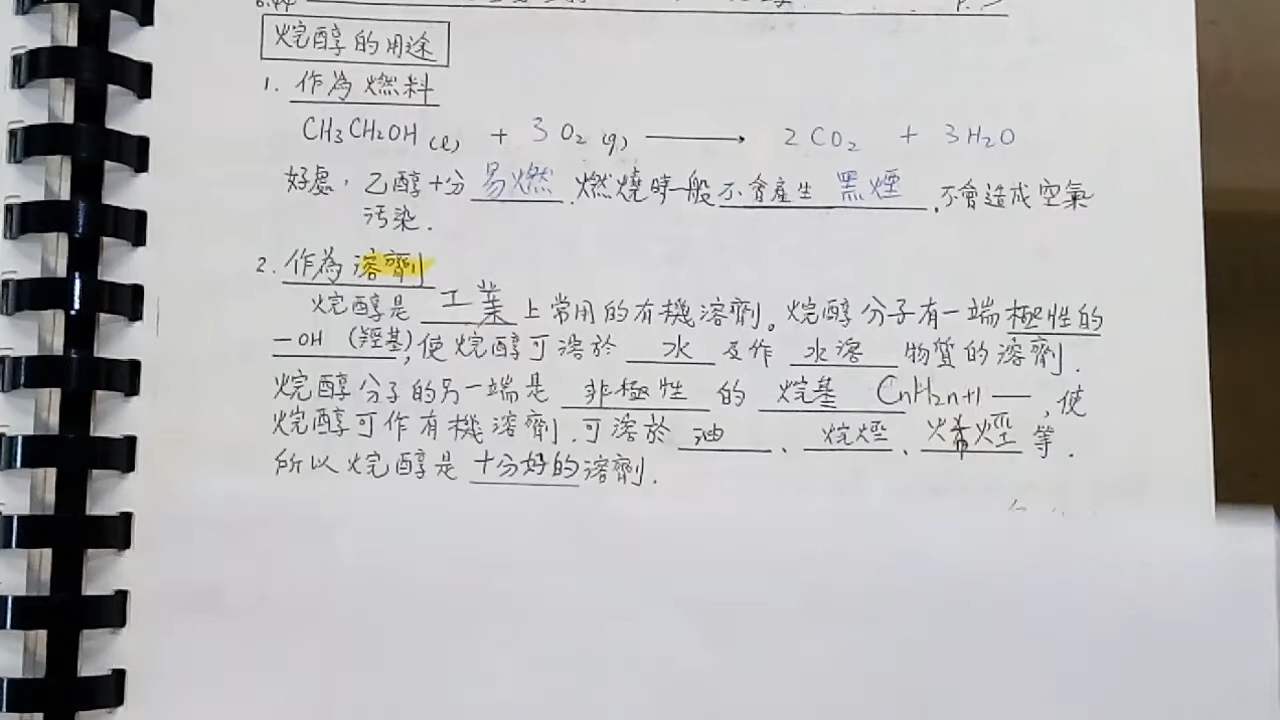 烷醇的用途
1. 作為燃料
CH3CH2OH (l) + 3 O2 (g) ⟶ 2 CO2 + 3H2O
好處，乙醇十分 易燃 . 燃燒時一般不會產生 黑煙 . 不會造成空氣
污染.
2. 作為溶劑
烷醇是 工業 上常用的有機溶劑。烷醇分子有一端極性的
—OH (羥基), 使烷醇可溶於 水 及作 水溶 物質的溶劑.
烷醇分子的另一端是 非極性 的 烷基 CnH2n+1 — , 使
烷醇可作有機溶劑. 可溶於 油 、 烷烴 、 烯烴 等.
所以烷醇是 十分好的 溶劑.